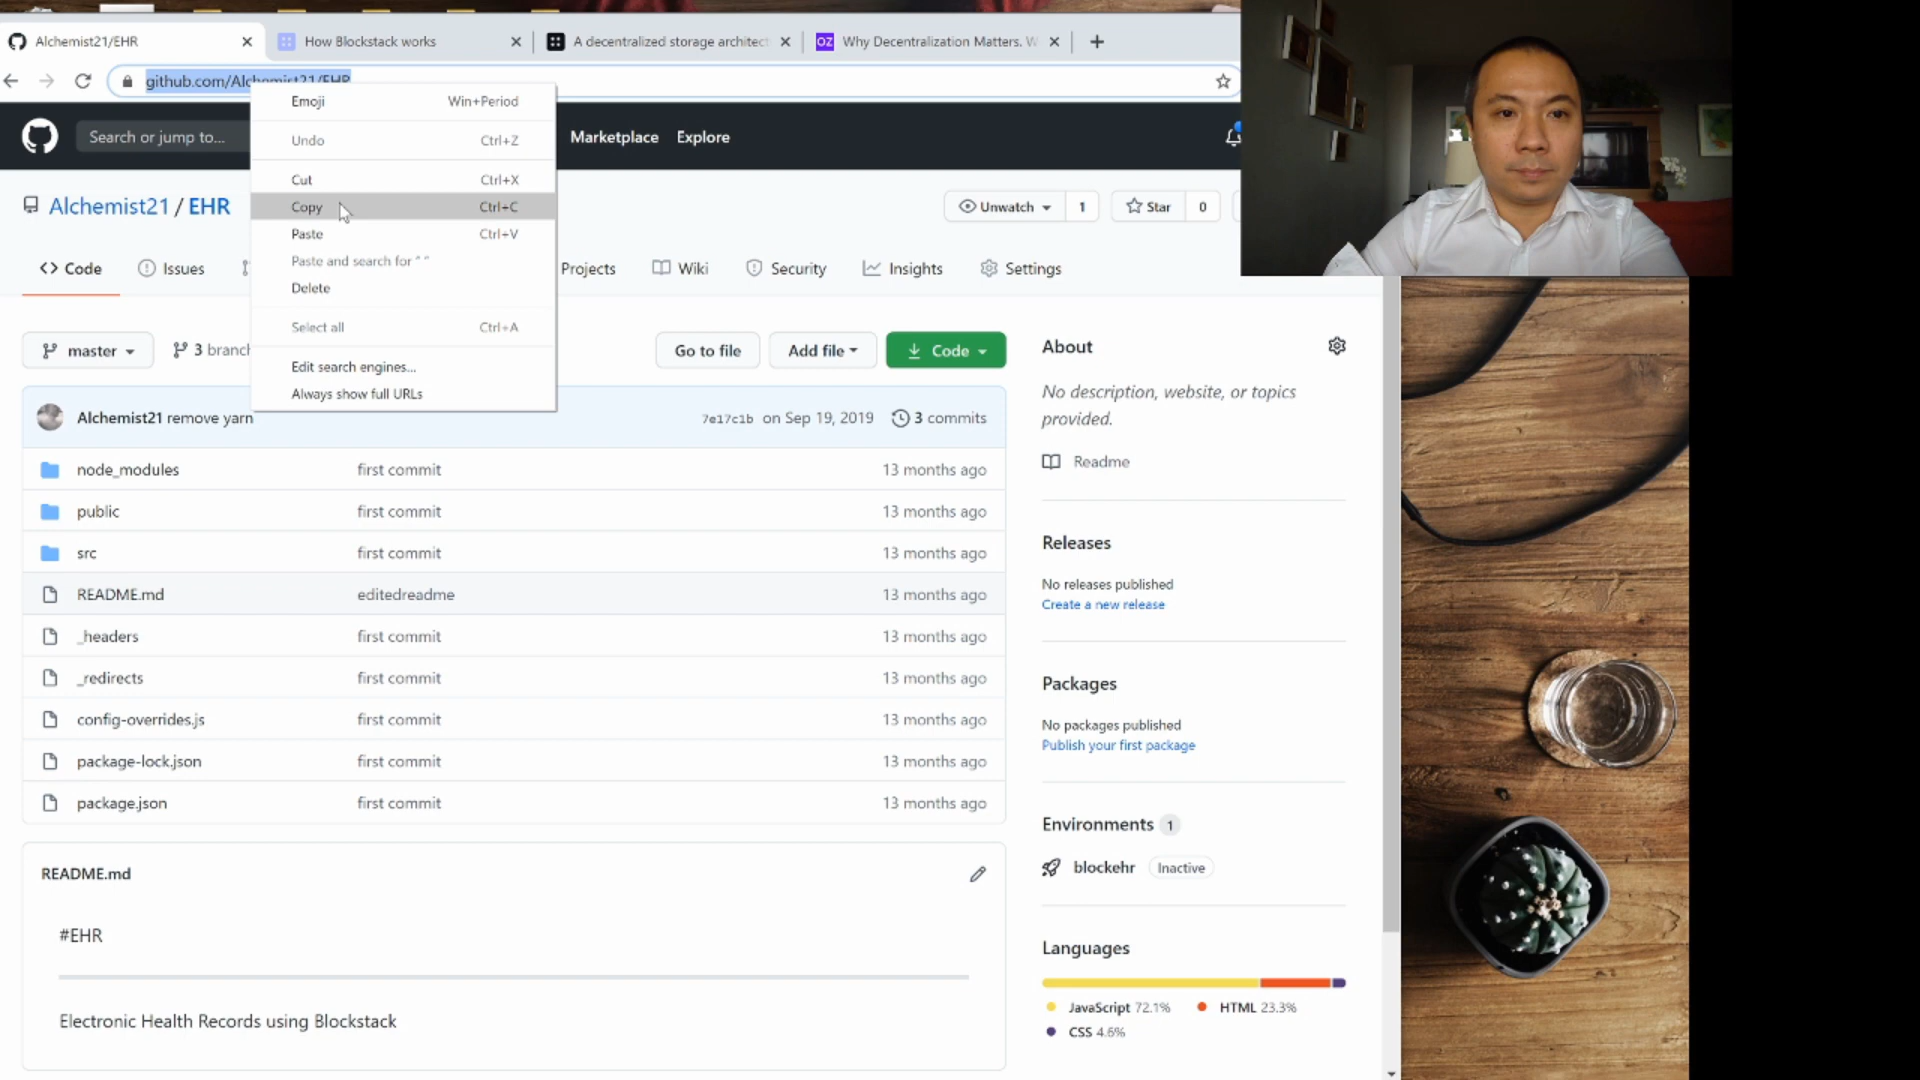 Alchemist21/EHR
How Blockstack works
A decentralized storage architect
OZ
Why Decentralization Matters. W
github.com/Alchemist21/EHR
Emoji Win+Period
Undo Ctrl+Z
Cut Ctrl+X
Copy Ctrl+C
Paste Ctrl+V
Paste and search for " "
Delete
Select all Ctrl+A
Edit search engines...
Always show full URLs
Search or jump to...
Marketplace
Explore
Alchemist21 / EHR
Unwatch 1
Star 0
Code
Issues
Projects
Wiki
Security
Insights
Settings
master
3 branch
Go to file
Add file
Code
Alchemist21 remove yarn 7e17c1b on Sep 19, 2019 3 commits
node_modules first commit 13 months ago
public first commit 13 months ago
src first commit 13 months ago
README.md editedreadme 13 months ago
_headers first commit 13 months ago
_redirects first commit 13 months ago
config-overrides.js first commit 13 months ago
package-lock.json first commit 13 months ago
package.json first commit 13 months ago
README.md
#EHR
Electronic Health Records using Blockstack
About
No description, website, or topics
provided.
Readme
Releases
No releases published
Create a new release
Packages
No packages published
Publish your first package
Environments 1
blockehr Inactive
Languages
JavaScript 72.1% HTML 23.3%
CSS 4.6%